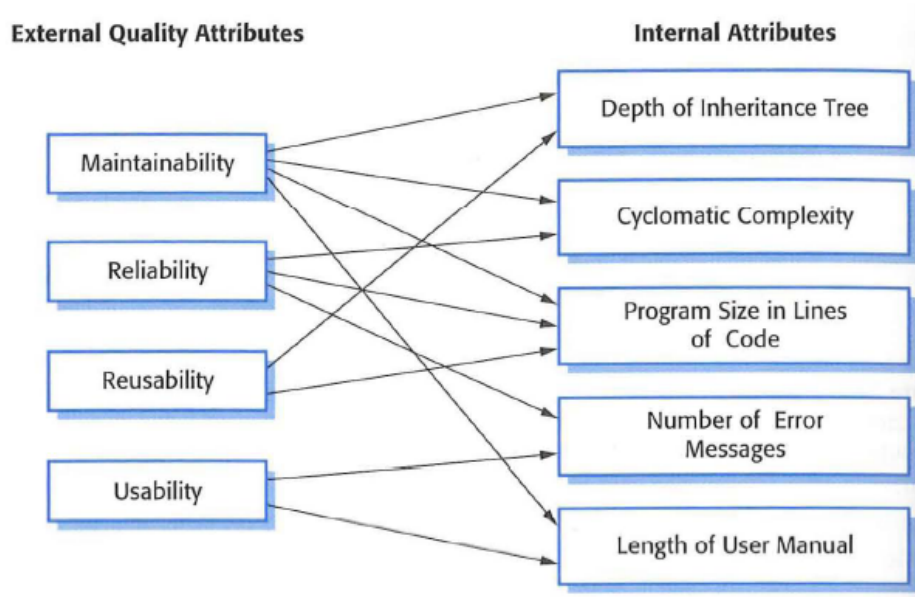 External Quality Attributes
Internal Attributes
Maintainability
Reliability
Reusability
Usability
Depth of Inheritance Tree
Cyclomatic Complexity
Program Size in Lines
of Code
Number of Error
Messages
Length of User Manual